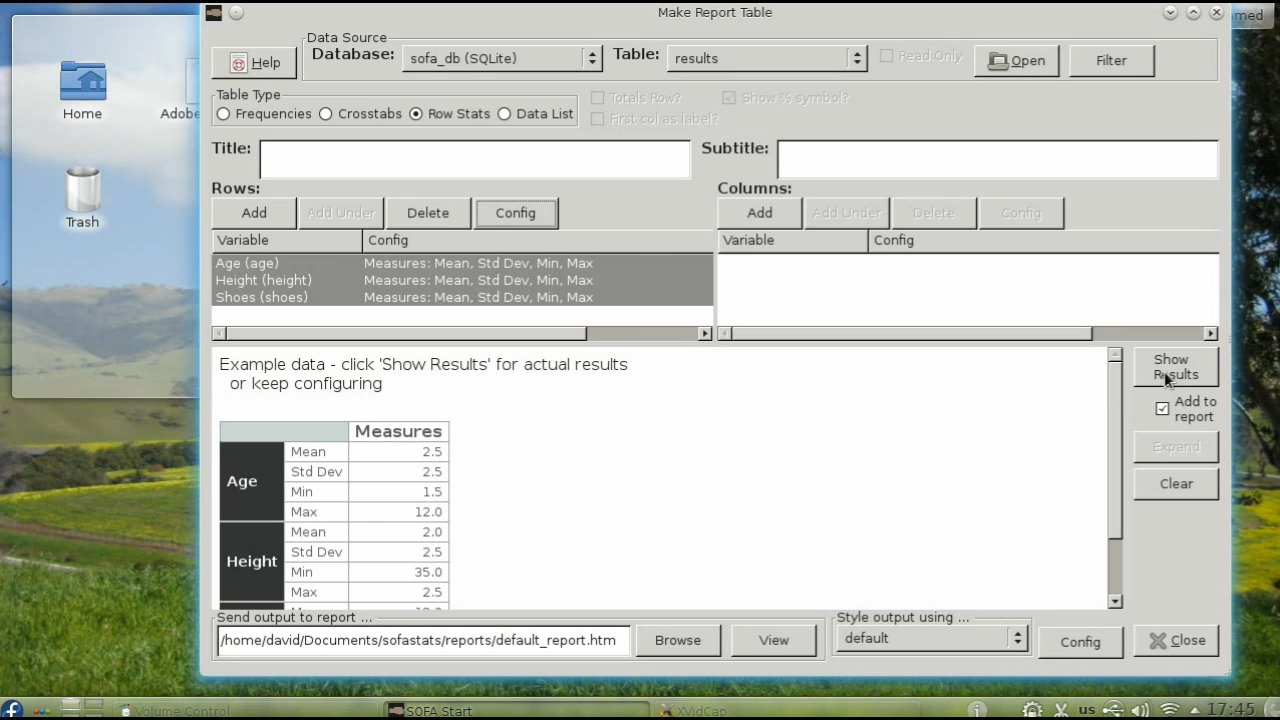 Make Report Table
med
Data Source
Help
Database:
sofa_db (SQLite)
Table:
results
Read Only
Open
Filter
Home
Adobe
Table Type
Frequencies
Crosstabs
Row Stats
Data List
Totals Row?
Show % symbol?
First col as label?
Title:
Subtitle:
Trash
Rows:
Columns:
Add
Add Under
Delete
Config
Add
Add Under
Delete
Config
Variable
Config
Variable
Config
Age (age)
Measures: Mean, Std Dev, Min, Max
Height (height)
Measures: Mean, Std Dev, Min, Max
Shoes (shoes)
Measures: Mean, Std Dev, Min, Max
Example data - click 'Show Results' for actual results
or keep configuring
Show
Results
Add to
report
Expand
Clear
Measures
Age
Mean 2.5
Std Dev 2.5
Min 1.5
Max 12.0
Height
Mean 2.0
Std Dev 2.5
Min 35.0
Max 2.5
Send output to report ...
/home/david/Documents/sofastats/reports/default_report.htm
Browse
View
Style output using ...
default
Config
Close
Volume Control
SOFA Start
XVidCap
us
17:45